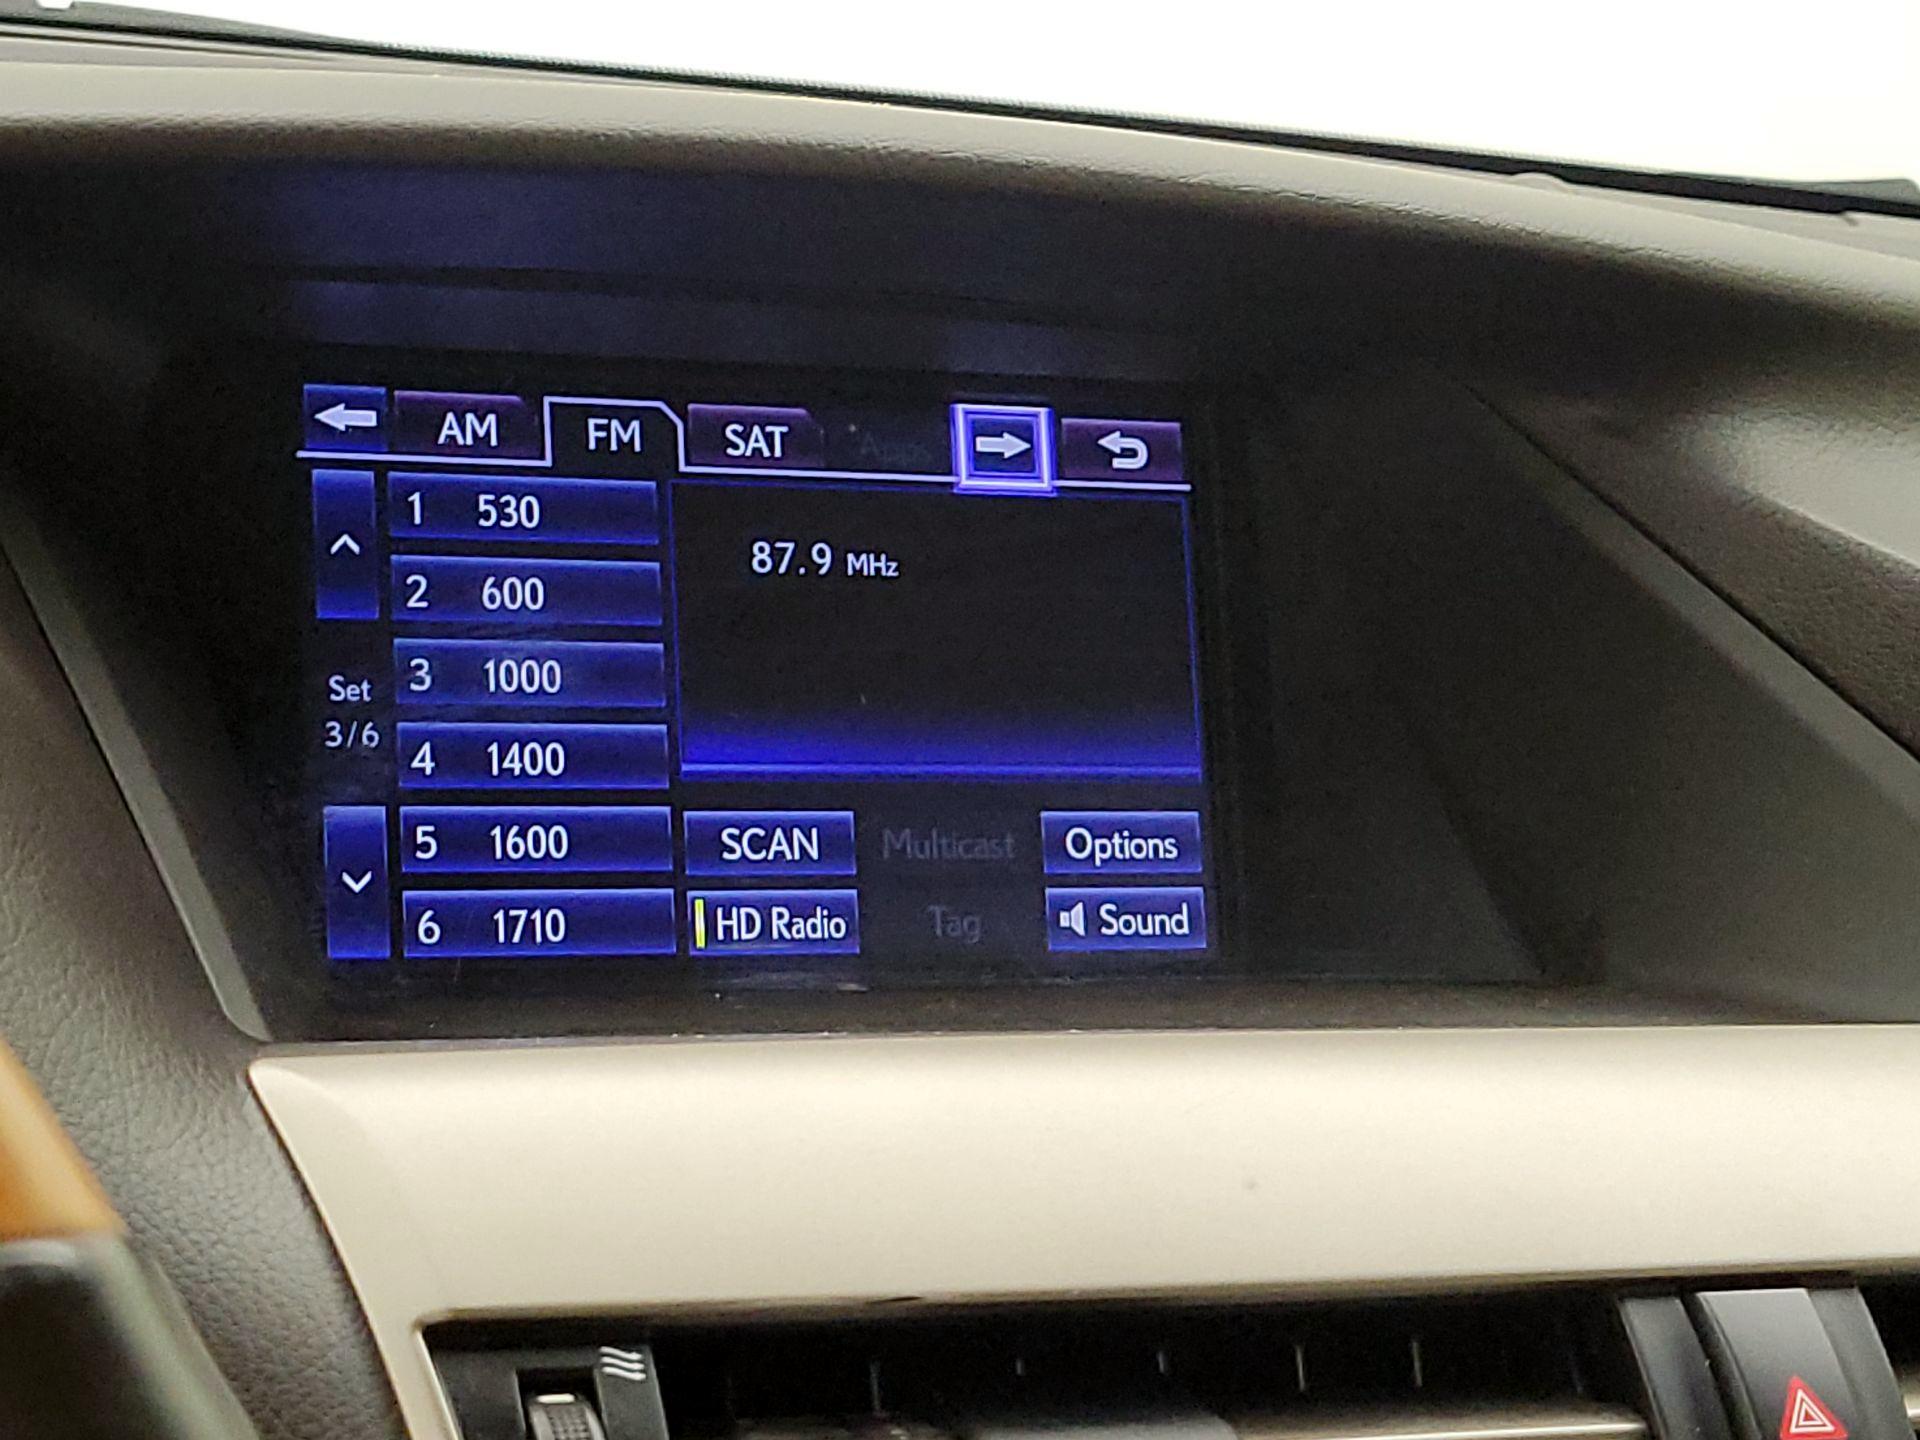 AM FM SAT Apps
1 530
87.9 MHz
2 600
3 1000
Set
3/6
4 1400
5 1600
SCAN Multicast Options
6 1710
HD Radio Tag Sound